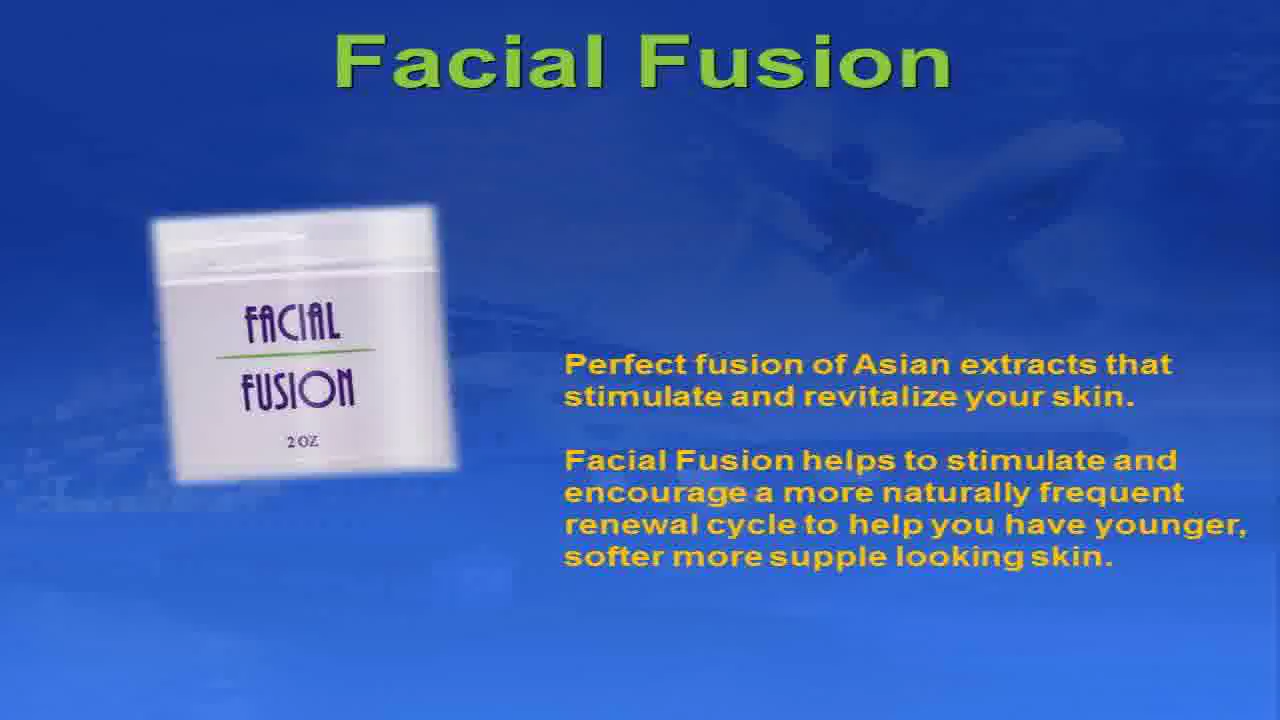 Facial Fusion
FACIAL
FUSION
2 OZ
Perfect fusion of Asian extracts that
stimulate and revitalize your skin.
Facial Fusion helps to stimulate and
encourage a more naturally frequent
renewal cycle to help you have younger,
softer more supple looking skin.